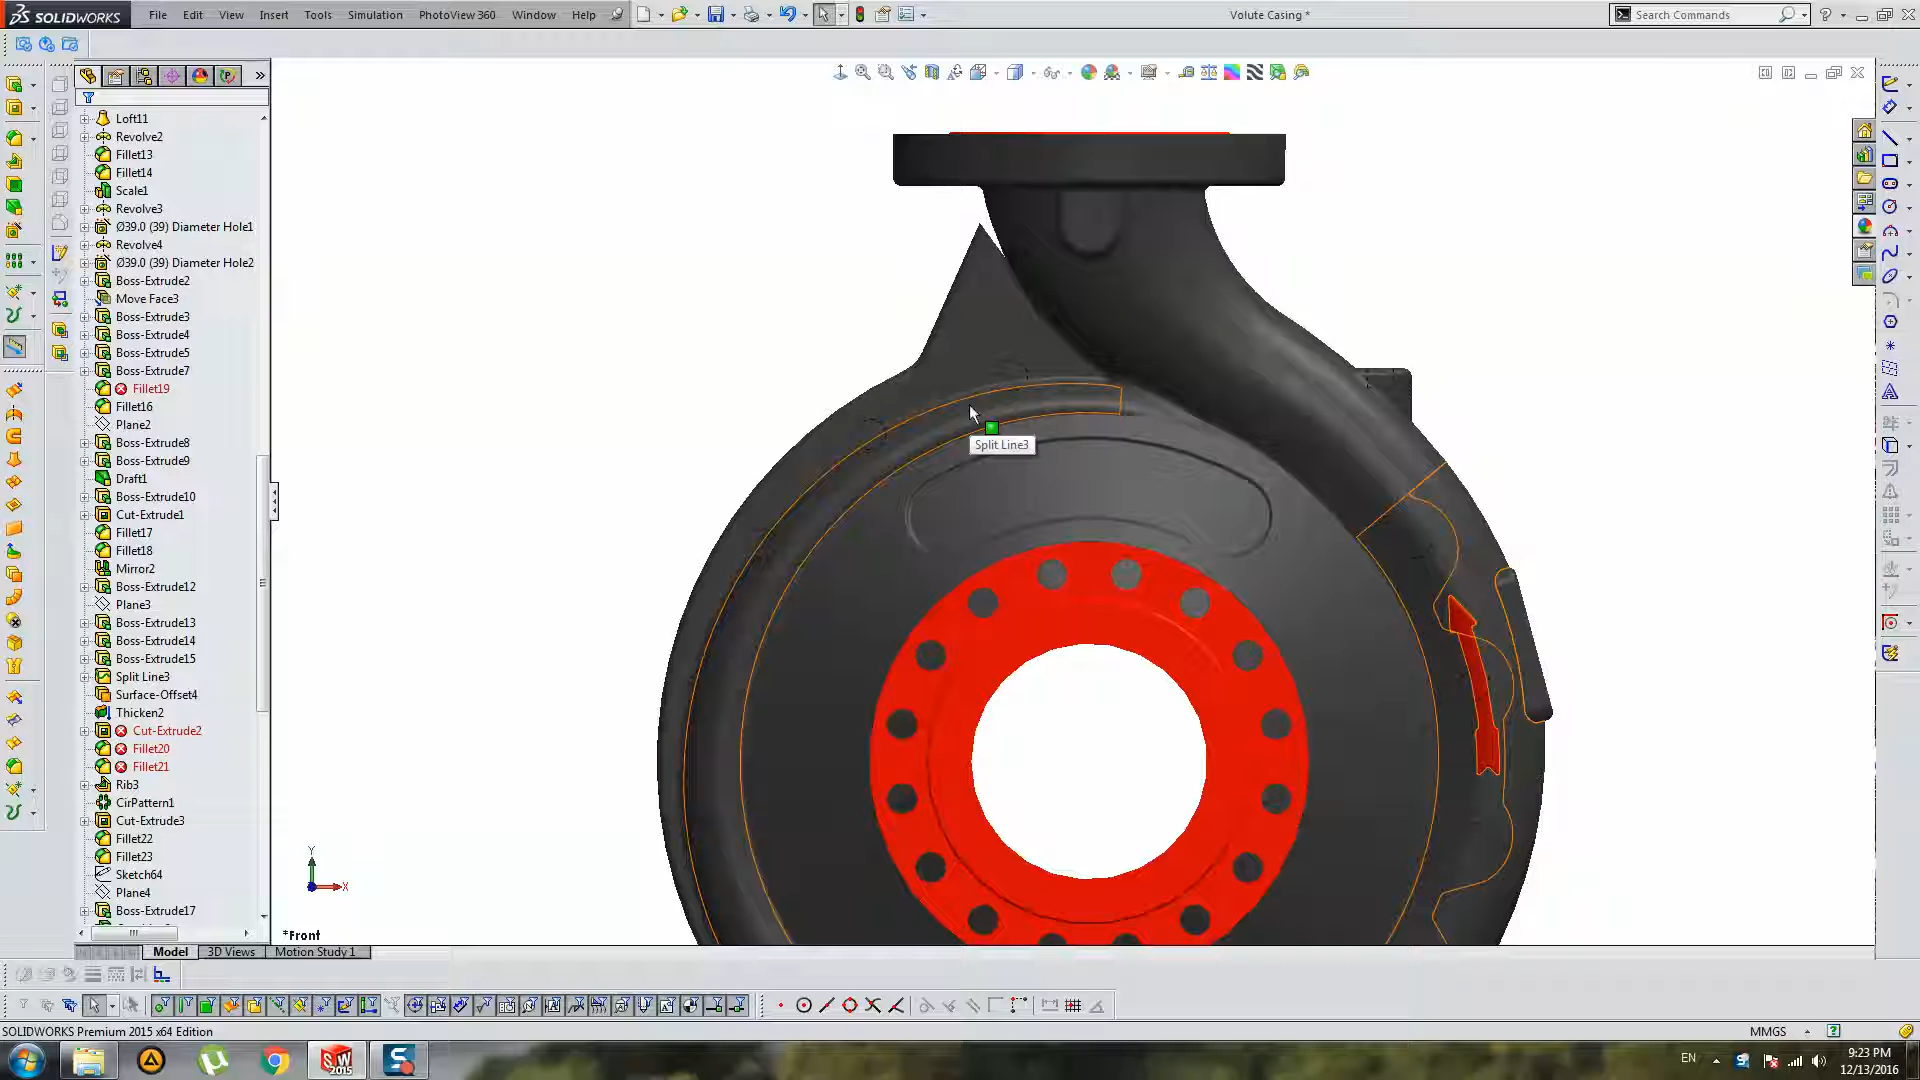 SOLIDWORKS
File
Edit
View
Insert
Tools
Simulation
PhotoView 360
Window
Help
Volute Casing *
Search Commands
Loft11
Revolve2
Fillet13
Fillet14
Scale1
Revolve3
Ø39.0 (39) Diameter Hole1
Revolve4
Ø39.0 (39) Diameter Hole2
Boss-Extrude2
Move Face3
Boss-Extrude3
Boss-Extrude4
Boss-Extrude5
Boss-Extrude7
Fillet19
Fillet16
Plane2
Boss-Extrude8
Boss-Extrude9
Draft1
Boss-Extrude10
Cut-Extrude1
Fillet17
Fillet18
Mirror2
Boss-Extrude12
Plane3
Boss-Extrude13
Boss-Extrude14
Boss-Extrude15
Split Line3
Surface-Offset4
Thicken2
Cut-Extrude2
Fillet20
Fillet21
Rib3
CirPattern1
Cut-Extrude3
Fillet22
Fillet23
Sketch64
Plane4
Boss-Extrude17
Split Line3
Y
X
*Front
Model
3D Views
Motion Study 1
SOLIDWORKS Premium 2015 x64 Edition
MMGS
EN
9:23 PM
12/13/2016